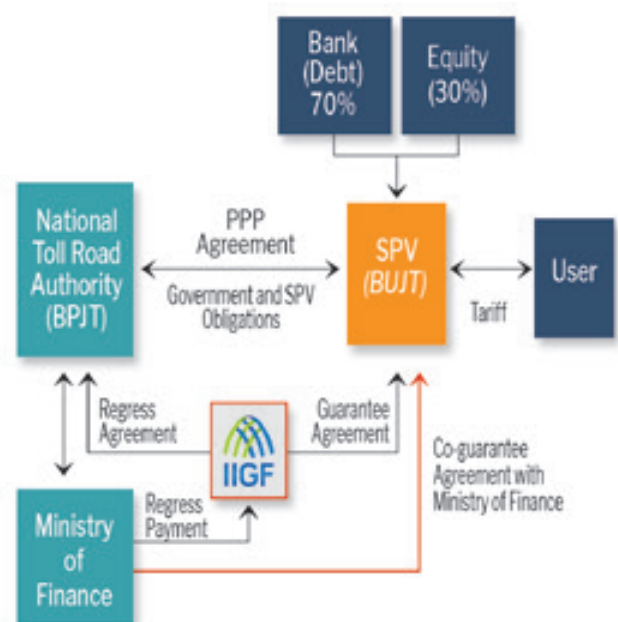 Bank
(Debt)
70%
Equity
(30%)
National
Toll Road
Authority
(BPJT)
PPP
Agreement
Government and SPV
Obligations
SPV
(BUJT)
Tariff
User
Regress
Agreement
IIGF
Guarantee
Agreement
Co-guarantee
Agreement with
Ministry of Finance
Regress
Payment
Ministry
of
Finance